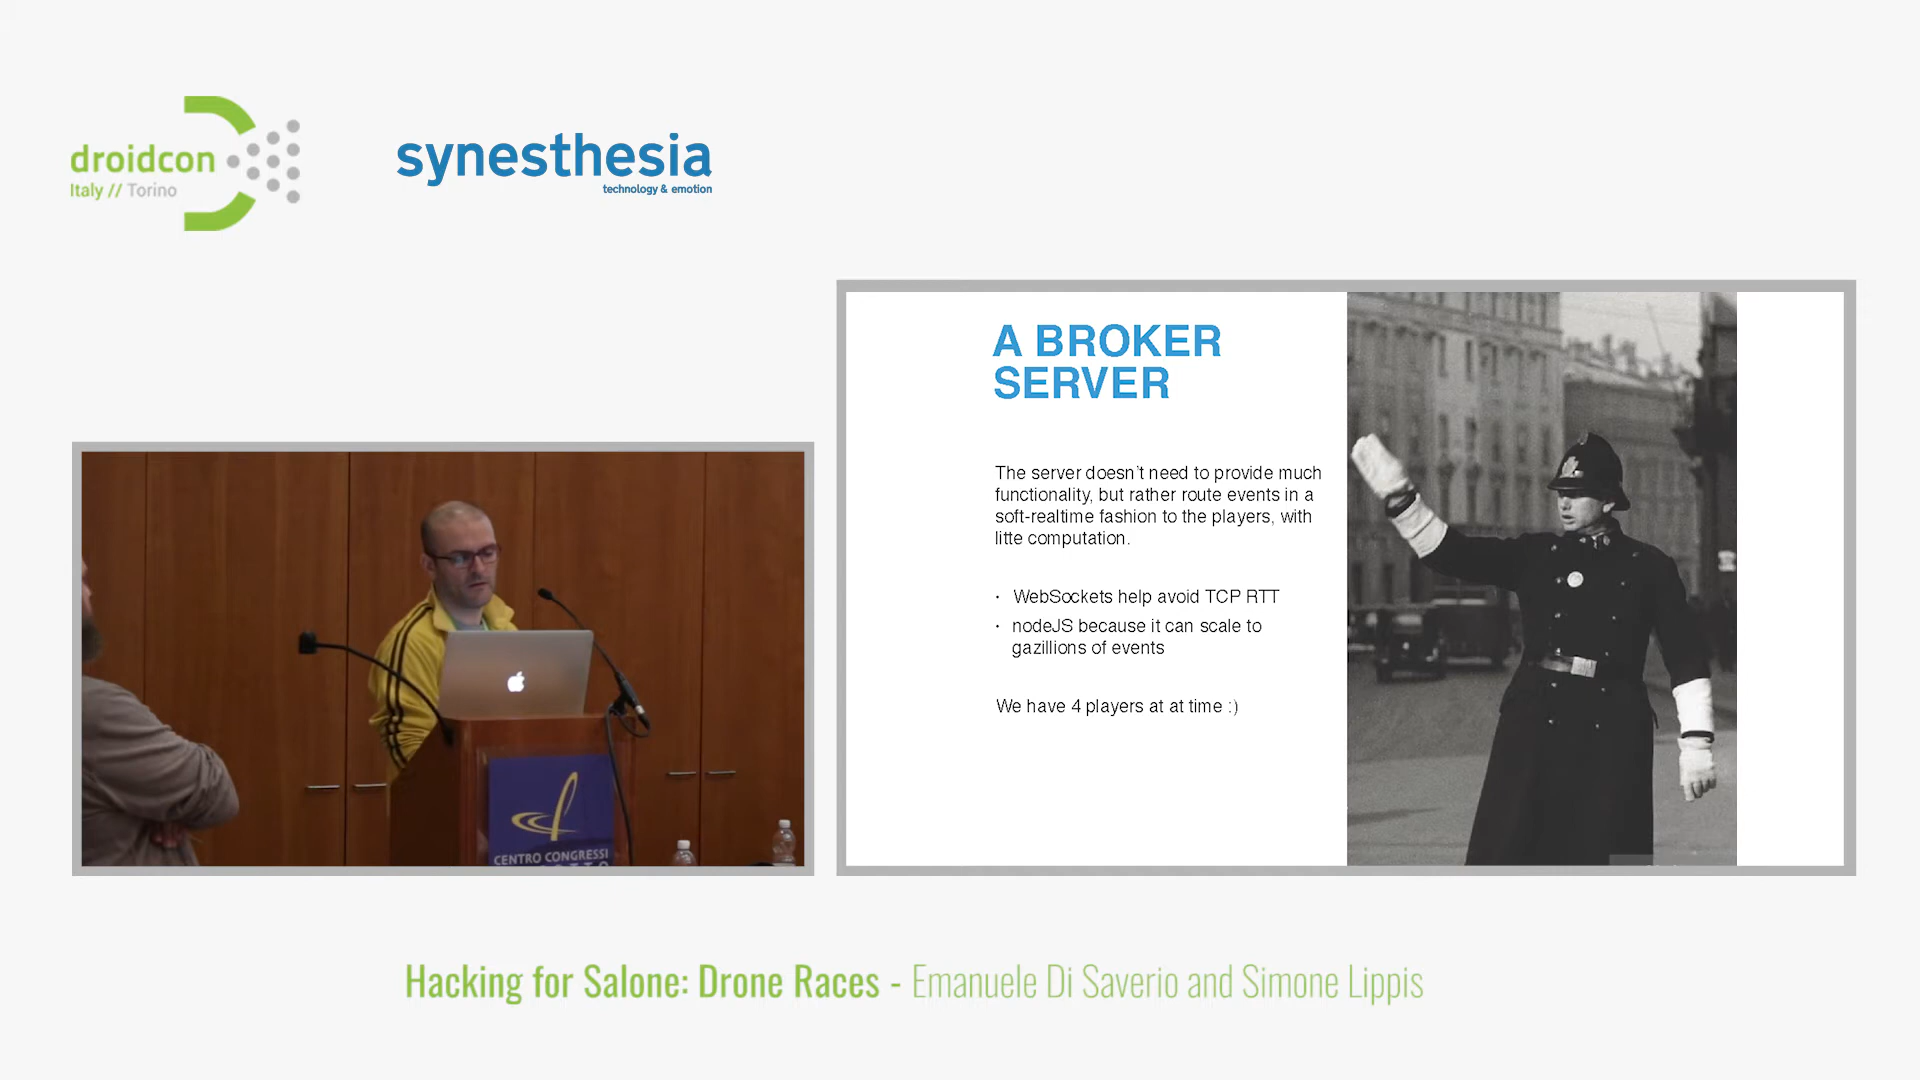 droidcon
Italy // Torino
synesthesia
technology & emotion
A BROKER
SERVER
The server doesn't need to provide much
functionality, but rather route events in a
soft-realtime fashion to the players, with
litte computation.
• WebSockets help avoid TCP RTT
• nodeJS because it can scale to
gazillions of events
We have 4 players at at time :)
CENTRO CONGRESSI
Hacking for Salone: Drone Races - Emanuele Di Saverio and Simone Lippis